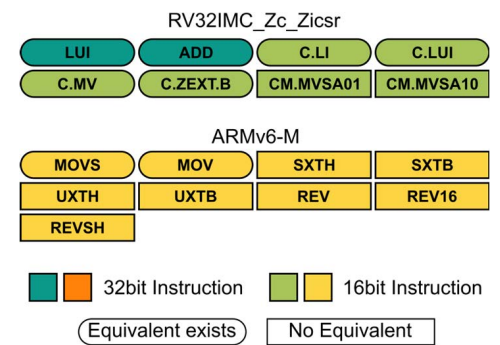 RV32IMC_Zc_Zicsr
LUI ADD C.LI C.LUI
C.MV C.ZEXT.B CM.MVSA01 CM.MVSA10
ARMv6-M
MOVS MOV SXTH SXTB
UXTH UXTB REV REV16
REVSH
32bit Instruction 16bit Instruction
Equivalent exists No Equivalent